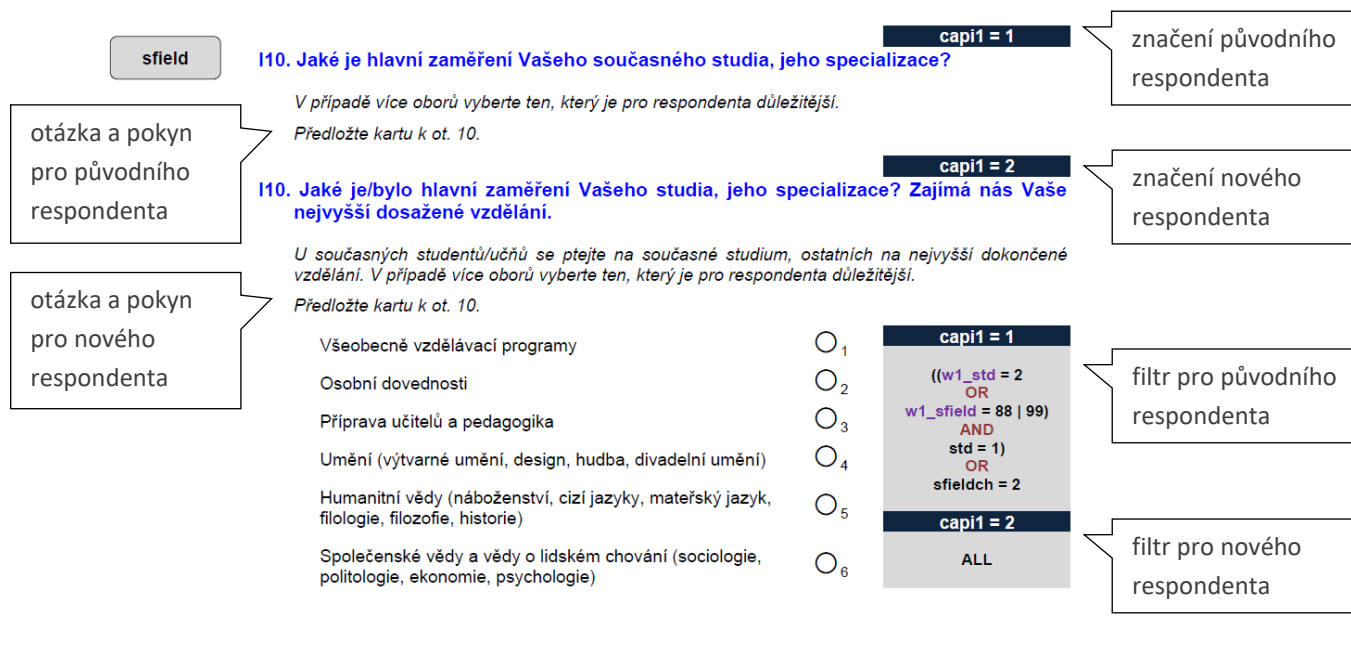 capi1 = 1
značení původního
respondenta
sfield
I10. Jaké je hlavní zaměření Vašeho současného studia, jeho specializace?
V případě více oborů vyberte ten, který je pro respondenta důležitější.
Předložte kartu k ot. 10.
otázka a pokyn
pro původního
respondenta
capi1 = 2
značení nového
respondenta
I10. Jaké je/bylo hlavní zaměření Vašeho studia, jeho specializace? Zajímá nás Vaše
nejvyšší dosažené vzdělání.
U současných studentů/učňů se ptejte na současné studium, ostatních na nejvyšší dokončené
vzdělání. V případě více oborů vyberte ten, který je pro respondenta důležitější.
Předložte kartu k ot. 10.
otázka a pokyn
pro nového
respondenta
Všeobecně vzdělávací programy 1
Osobní dovednosti 2
Příprava učitelů a pedagogika 3
Umění (výtvarné umění, design, hudba, divadelní umění) 4
Humanitní vědy (náboženství, cizí jazyky, mateřský jazyk,
filologie, filozofie, historie) 5
Společenské vědy a vědy o lidském chování (sociologie,
politologie, ekonomie, psychologie) 6
capi1 = 1
((w1_std = 2
OR
w1_sfield = 88 | 99)
AND
std = 1)
OR
sfieldch = 2
filtr pro původního
respondenta
capi1 = 2
ALL
filtr pro nového
respondenta